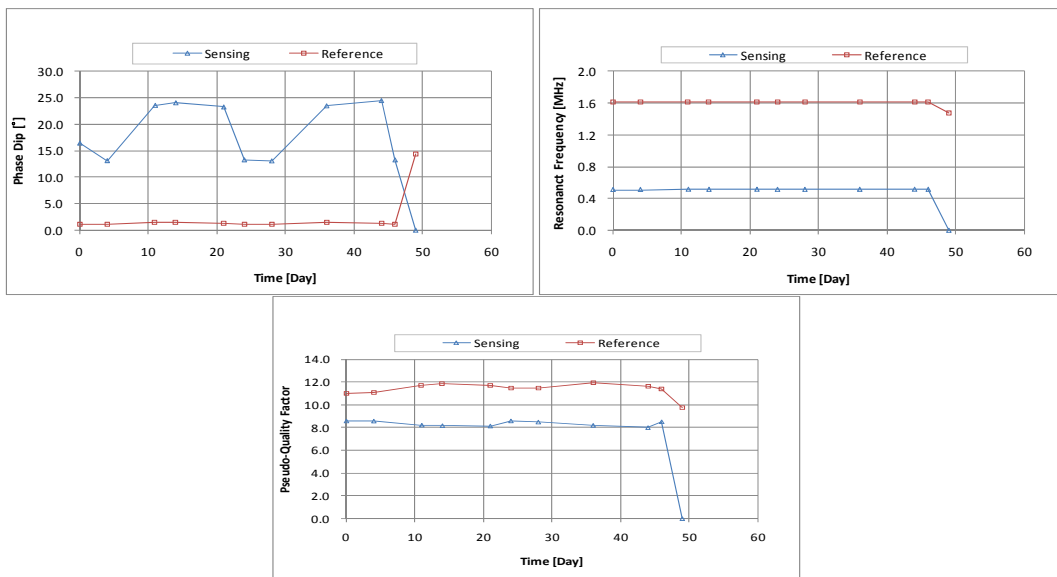 Sensing Reference
30.0
25.0
20.0
15.0
10.0
5.0
0.0
Phase Dip [°]
0 10 20 30 40 50 60
Time [Day]
Sensing Reference
2.0
1.6
1.2
0.8
0.4
0.0
Resonanct Frequency [MHz]
0 10 20 30 40 50 60
Time [Day]
Sensing Reference
14.0
12.0
10.0
8.0
6.0
4.0
2.0
0.0
Pseudo-Quality Factor
0 10 20 30 40 50 60
Time [Day]